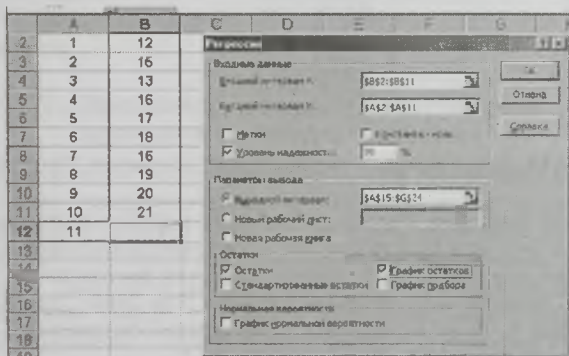 A B C D E F G
2 1 12
3 2 16
4 3 13
5 4 16
6 5 17
7 6 18
8 7 16
9 8 19
10 9 20
11 10 21
12 11
13
14
15
16
17
18
Регрессия
Входные данные
$B$2:$B$11
$A$2:$A$11
Метки
Уровень надежност...
%
Отмена
Справка
Параметры вывода
$A$15:$G$24
Новый рабочий лист:
Новая рабочая книга
Остатки
Остатки
График остатков
Стандартизованные остатки
График подбора
Нормальная вероятность
График нормальной вероятности